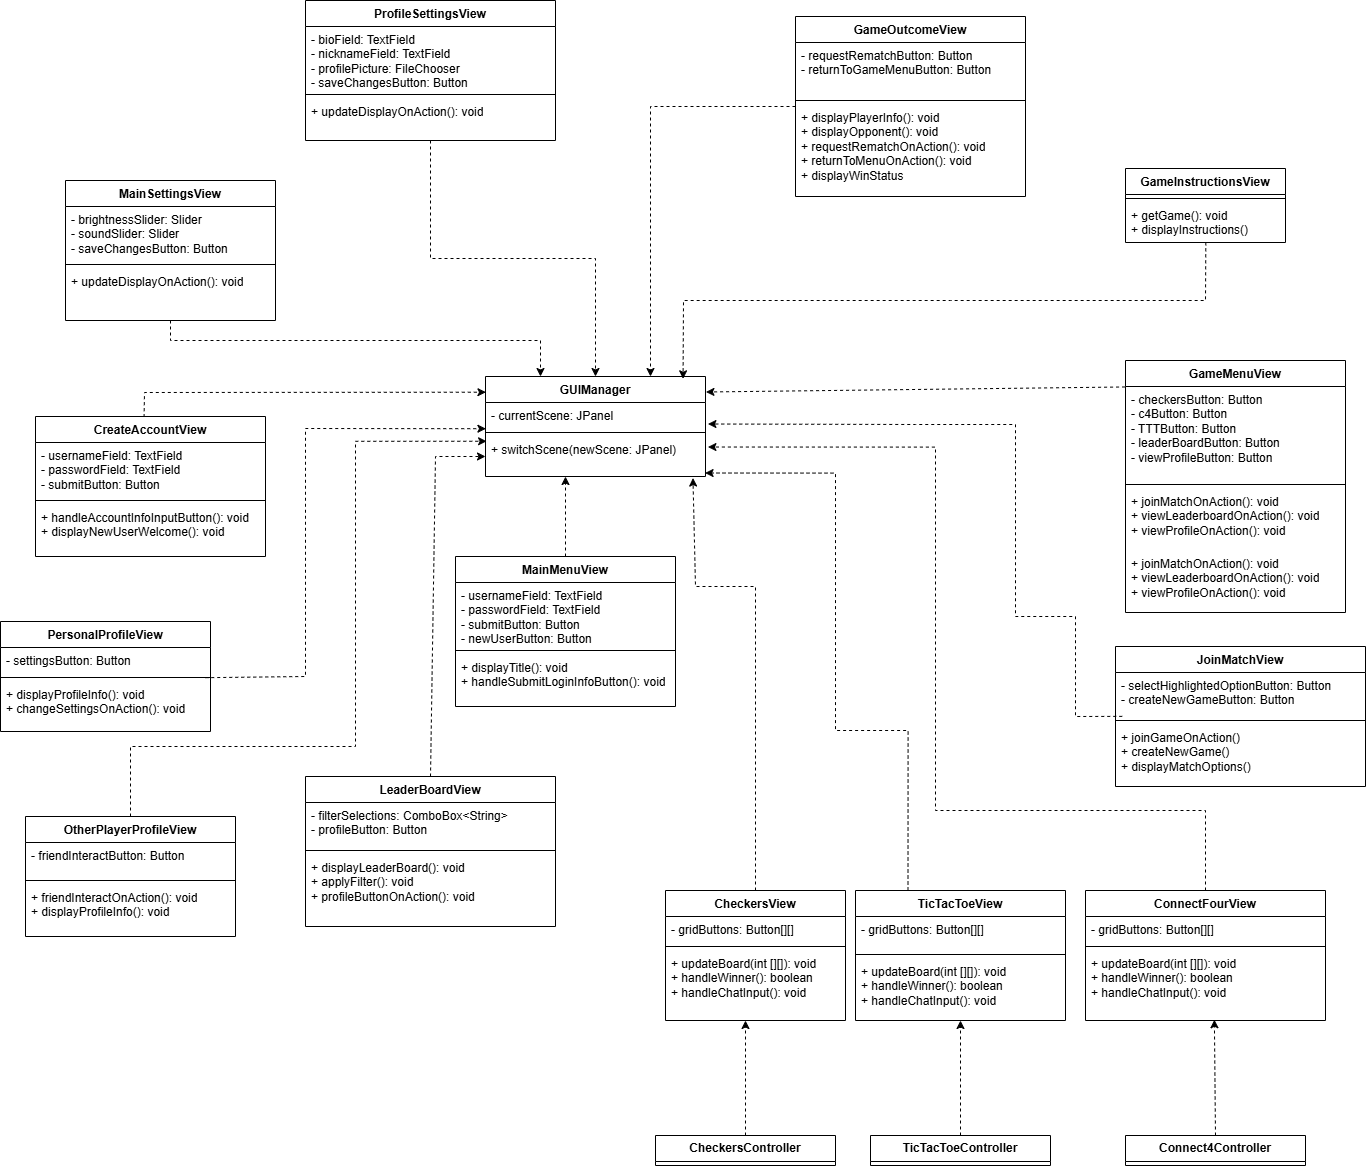 ProfileSettingsView
- bioField: TextField
- nicknameField: TextField
- profilePicture: FileChooser
- saveChangesButton: Button
+ updateDisplayOnAction(): void
GameOutcomeView
- requestRematchButton: Button
- returnToGameMenuButton: Button
+ displayPlayerInfo(): void
+ displayOpponent(): void
+ requestRematchOnAction(): void
+ returnToMenuOnAction(): void
+ displayWinStatus
MainSettingsView
- brightnessSlider: Slider
- soundSlider: Slider
- saveChangesButton: Button
+ updateDisplayOnAction(): void
GameInstructionsView
+ getGame(): void
+ displayInstructions()
GUIManager
- currentScene: JPanel
+ switchScene(newScene: JPanel)
GameMenuView
- checkersButton: Button
- c4Button: Button
- TTTButton: Button
- leaderBoardButton: Button
- viewProfileButton: Button
+ joinMatchOnAction(): void
+ viewLeaderboardOnAction(): void
+ viewProfileOnAction(): void
+ joinMatchOnAction(): void
+ viewLeaderboardOnAction(): void
+ viewProfileOnAction(): void
CreateAccountView
- usernameField: TextField
- passwordField: TextField
- submitButton: Button
+ handleAccountInfoInputButton(): void
+ displayNewUserWelcome(): void
MainMenuView
- usernameField: TextField
- passwordField: TextField
- submitButton: Button
- newUserButton: Button
+ displayTitle(): void
+ handleSubmitLoginInfoButton(): void
PersonalProfileView
- settingsButton: Button
+ displayProfileInfo(): void
+ changeSettingsOnAction(): void
JoinMatchView
- selectHighlightedOptionButton: Button
- createNewGameButton: Button
+ joinGameOnAction()
+ createNewGame()
+ displayMatchOptions()
LeaderBoardView
- filterSelections: ComboBox<String>
- profileButton: Button
+ displayLeaderBoard(): void
+ applyFilter(): void
+ profileButtonOnAction(): void
OtherPlayerProfileView
- friendInteractButton: Button
+ friendInteractOnAction(): void
+ displayProfileInfo(): void
CheckersView
- gridButtons: Button[][]
+ updateBoard(int [][]): void
+ handleWinner(): boolean
+ handleChatInput(): void
TicTacToeView
- gridButtons: Button[][]
+ updateBoard(int [][]): void
+ handleWinner(): boolean
+ handleChatInput(): void
ConnectFourView
- gridButtons: Button[][]
+ updateBoard(int [][]): void
+ handleWinner(): boolean
+ handleChatInput(): void
CheckersController
TicTacToeController
Connect4Controller